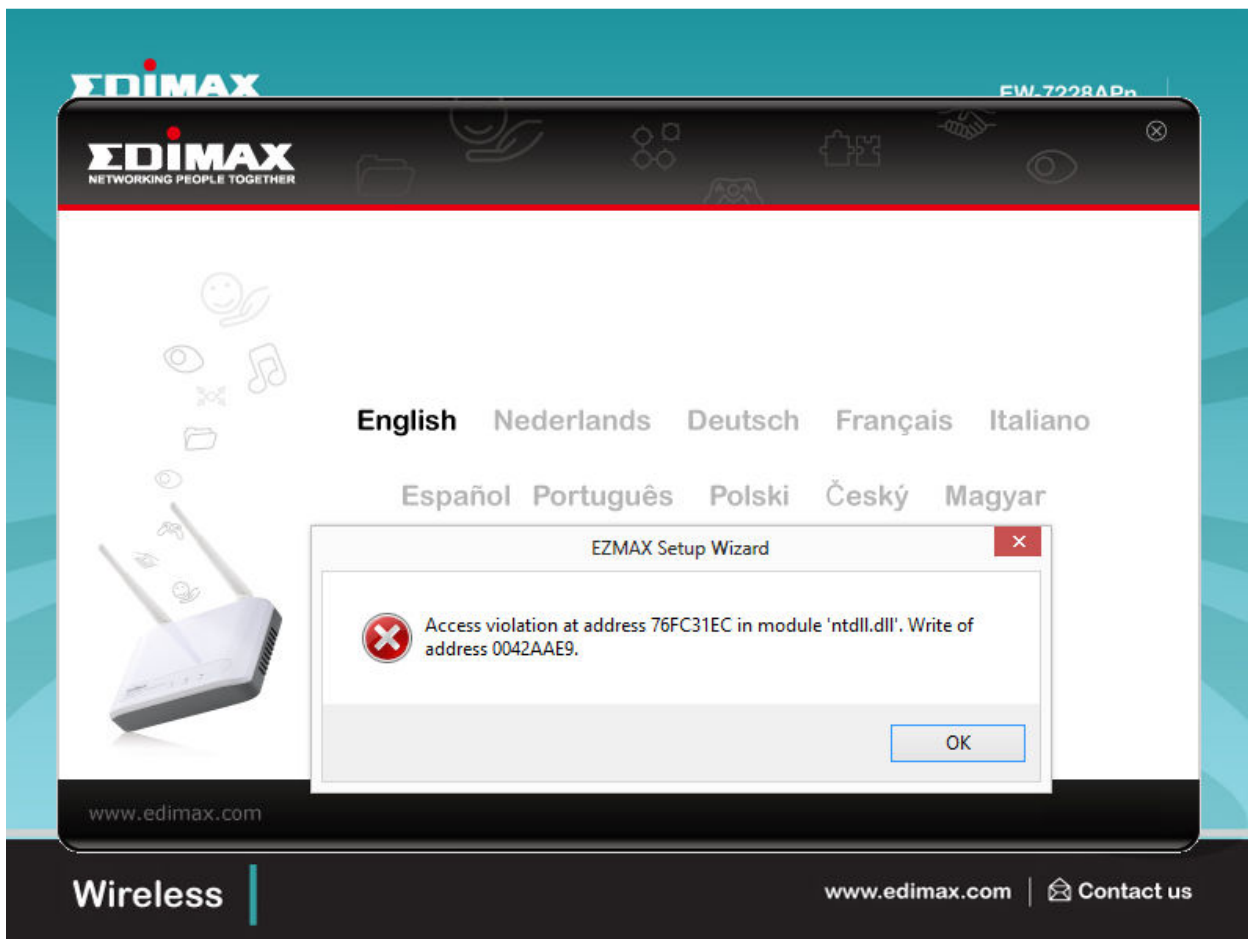 EDIMAX
EW-7228APn
EDIMAX
NETWORKING PEOPLE TOGETHER
English Nederlands Deutsch Français Italiano
Español Português Polski Český Magyar
EZMAX Setup Wizard
Access violation at address 76FC31EC in module 'ntdll.dll'. Write of
address 0042AAE9.
OK
www.edimax.com
Wireless
www.edimax.com
Contact us